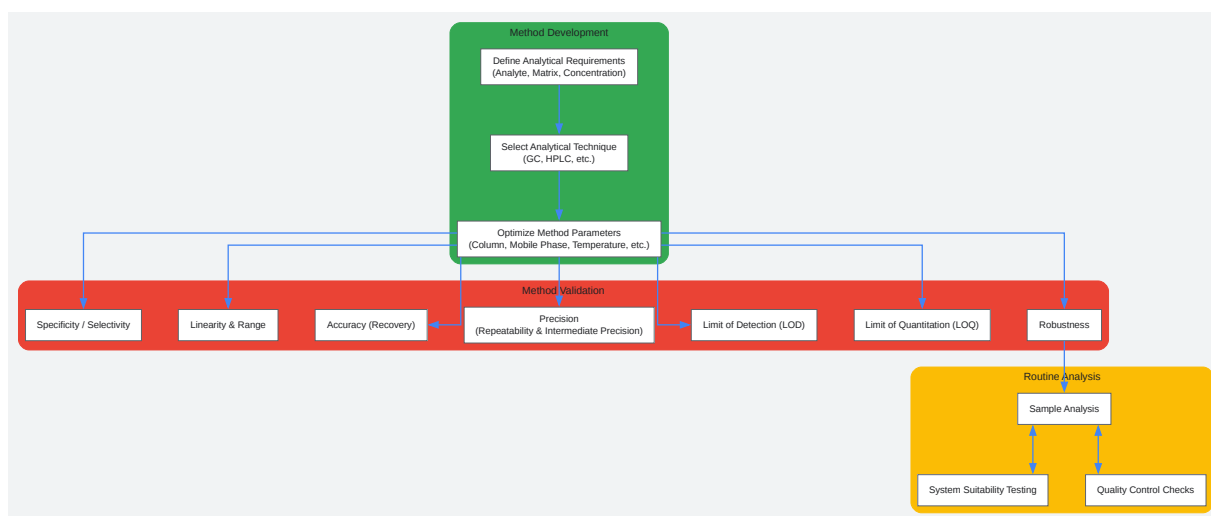 Method Development
Define Analytical Requirements
(Analyte, Matrix, Concentration)
Select Analytical Technique
(GC, HPLC, etc.)
Optimize Method Parameters
(Column, Mobile Phase, Temperature, etc.)
Method Validation
Specificity / Selectivity
Linearity & Range
Accuracy (Recovery)
Precision
(Repeatability & Intermediate Precision)
Limit of Detection (LOD)
Limit of Quantitation (LOQ)
Robustness
Routine Analysis
Sample Analysis
System Suitability Testing
Quality Control Checks